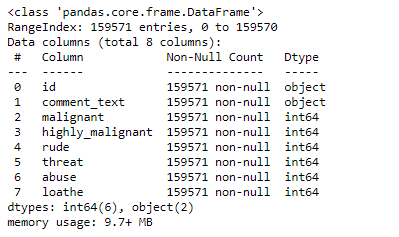 <class 'pandas.core.frame.DataFrame'>
RangeIndex: 159571 entries, 0 to 159570
Data columns (total 8 columns):
 #   Column            Non-Null Count   Dtype
---  ------            --------------   -----
 0   id                159571 non-null  object
 1   comment_text      159571 non-null  object
 2   malignant         159571 non-null  int64
 3   highly_malignant  159571 non-null  int64
 4   rude              159571 non-null  int64
 5   threat            159571 non-null  int64
 6   abuse             159571 non-null  int64
 7   loathe            159571 non-null  int64
dtypes: int64(6), object(2)
memory usage: 9.7+ MB